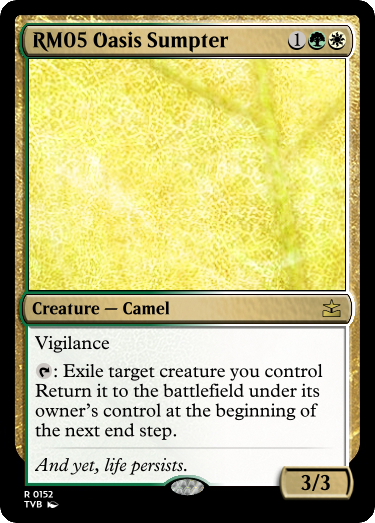 RM05 Oasis Sumpter 1
Creature — Camel
Vigilance
: Exile target creature you control
Return it to the battlefield under its
owner's control at the beginning of
the next end step.
And yet, life persists.
3/3
R 0152
TVB